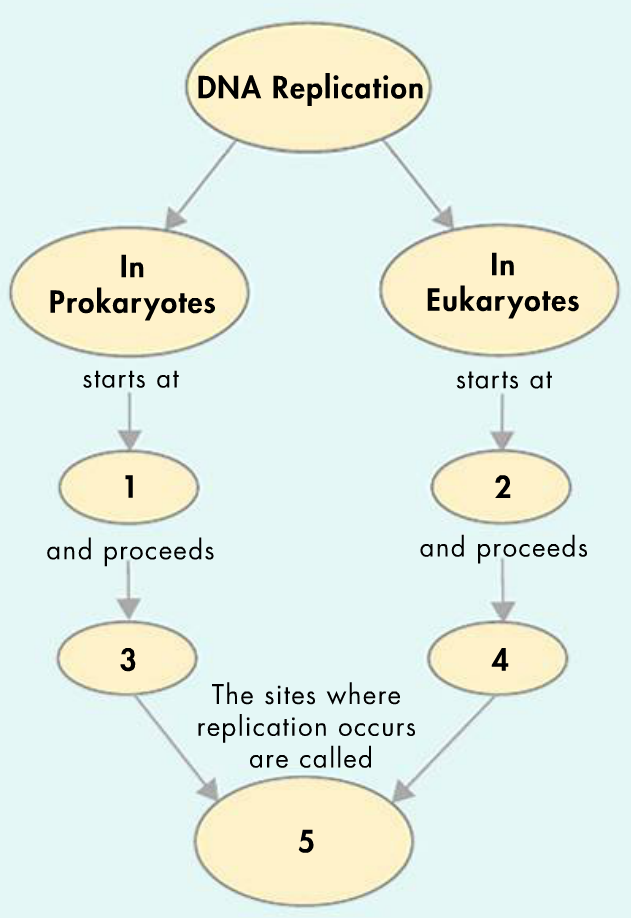 DNA Replication
In
Prokaryotes
In
Eukaryotes
starts at
starts at
1
2
and proceeds
and proceeds
3
4
The sites where
replication occurs
are called
5